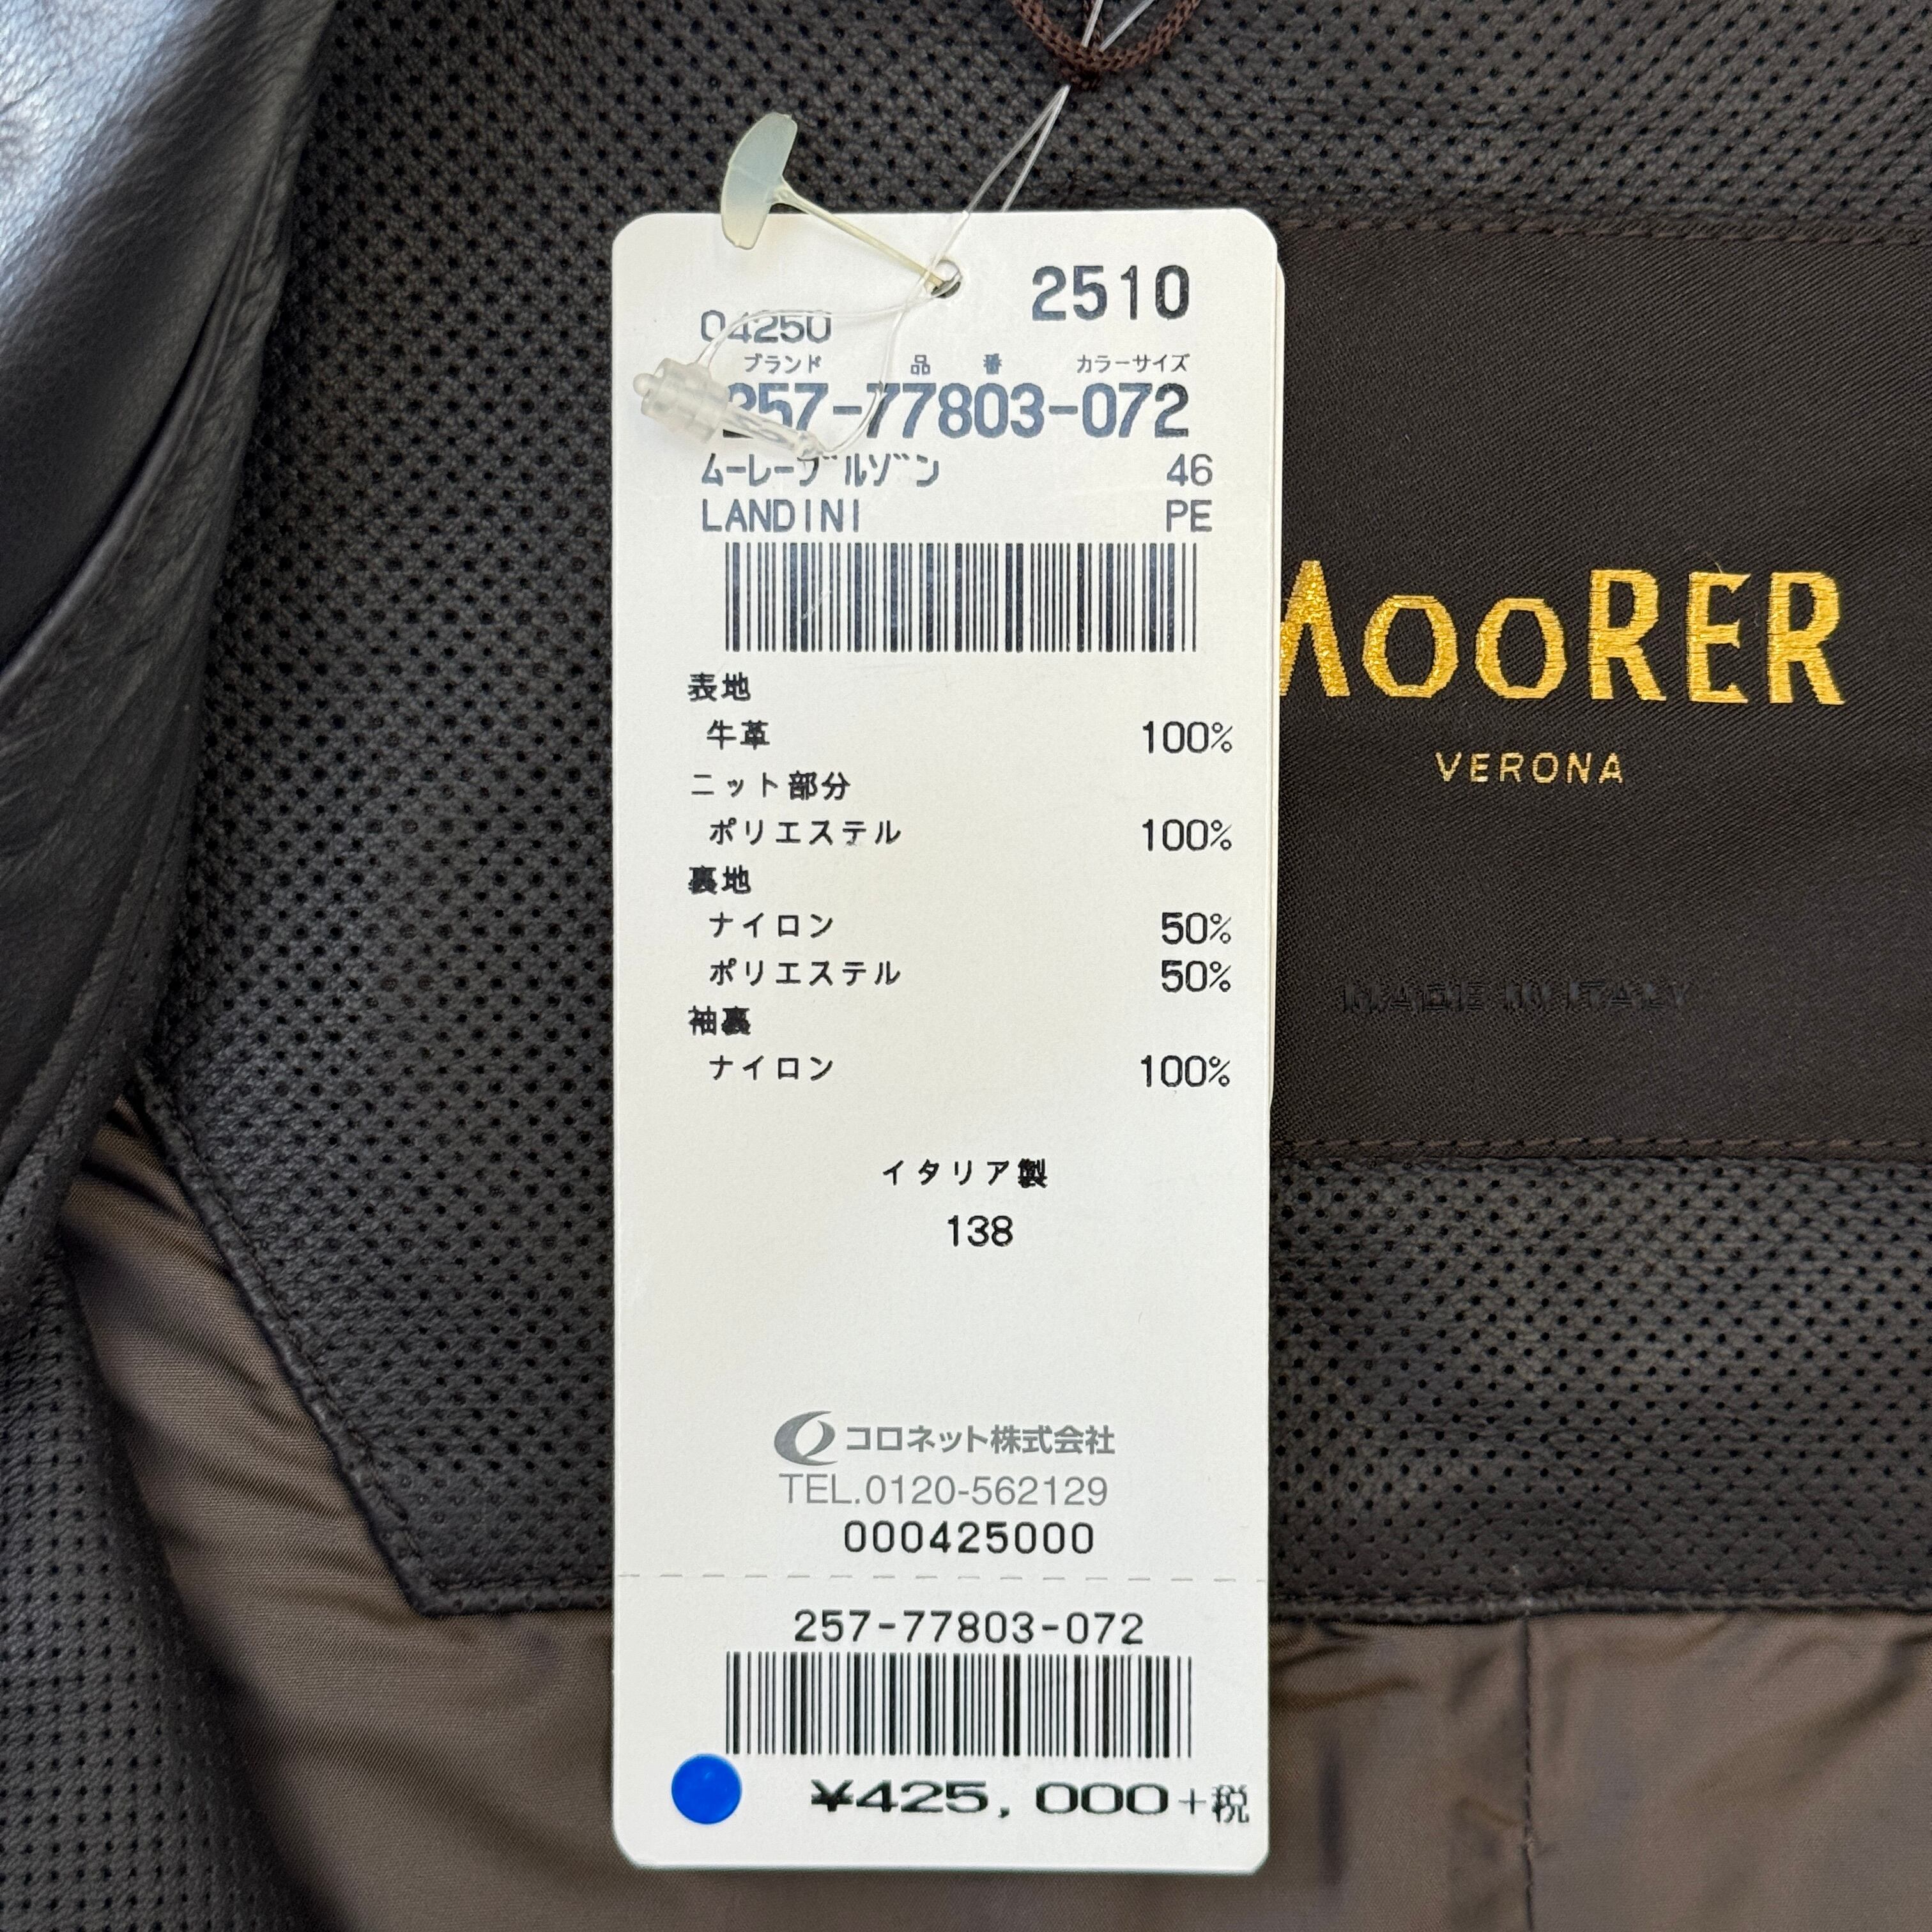 2510
04250
ブランド 品 番 カラーサイズ
257-77803-072
ムーレーブルゾン 46
LANDINI PE
表地
牛革 100%
ニット部分
ポリエステル 100%
裏地
ナイロン 50%
ポリエステル 50%
袖裏
ナイロン 100%
イタリア製
138
コロネット株式会社
TEL.0120-562129
000425000
257-77803-072
¥425,000+税
MOORER
VERONA
MADE IN ITALY